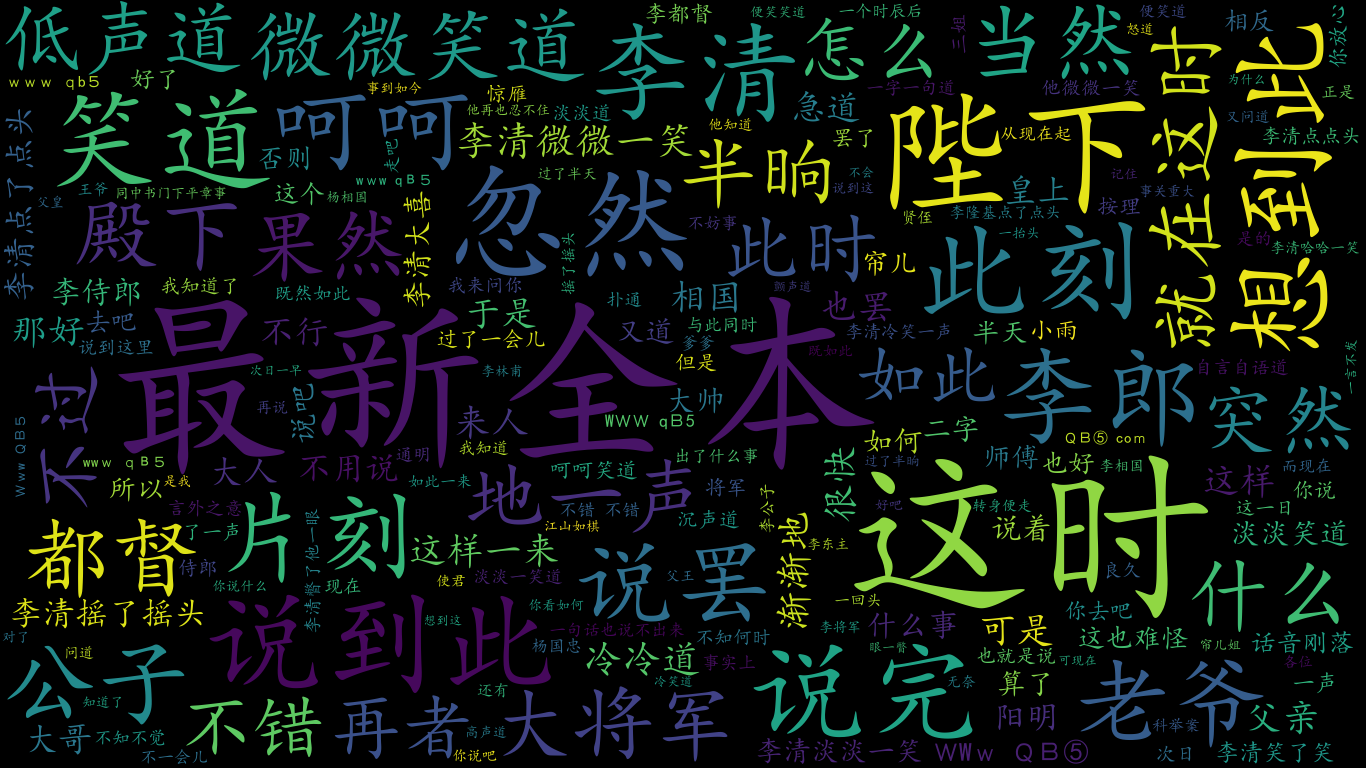 低声道
微微笑道
李都督
便笑笑道
一个时辰后
三姐
便笑道
怒道
相反
你放心
李清
怎么
当然
就在这时
想到此
www qb5
好了
事到如今
惊雁
他再也忍不住
淡淡道
急道
一字一句道
他微微一笑
为什么
正是
又问道
李清点点头
笑道
呵呵
走吧
否则
李清微微一笑
他知道
罢了
半晌
陛下
从现在起
李清点了点头
王爷
同中书门下平章事
www qB5
这个
杨相国
过了半天
不会
说到这
皇上
记住
事关重大
按理
父皇
殿下
果然
李清大喜
忽然
摇了摇头
不妨事
贤侄
李隆基点了点头
一抬头
是的
李清哈哈一笑
此时
帘儿
此刻
李侍郎
我知道了
既然如此
我来问你
扑通
相国
颤声道
也罢
那好
去吧
说到这里
不行
于是
过了一会儿
又道
与此同时
爹爹
但是
李清冷笑一声
半天
小雨
既如此
最新全本
次日一早
李林甫
如此
李郎
自言自语道
一言不发
突然
不过
再说
说吧
来人
大帅
WWW qB5
如何
二字
QB⑤ com
Www QB5
www qB5
是我
所以
大人
不用说
通明
我知道
如此一来
呵呵笑道
出了什么事
过了半晌
很快
师傅
也好
李相国
这样
而现在
你说
言外之意
了一声
地一声
不错 不错
将军
沉声道
李公子
好吧
转身便走
这时
说着
这一日
淡淡笑道
都督
片刻
侍郎
你说什么
现在
李清瞥了他一眼
这样一来
江山如棋
使君
淡淡一笑道
说罢
父王
渐渐地
李东主
良久
什么
李清摇了摇头
对了
问道
说到此
想到这
你看如何
一句话也说不出来
杨国忠
冷冷道
不知何时
事实上
一回头
李将军
什么事
眼一瞥
可是
你去吧
这也难怪
帘儿姐
话音刚落
也就是说
可现在
各位
公子
知道了
还有
冷笑道
说完
无奈
算了
一声
大哥
不知不觉
不一会儿
不错
再者
高声道
你说吧
大将军
李清淡淡一笑
WWw QB⑤
阳明
老爷
科举案
父亲
次日
李清笑了笑